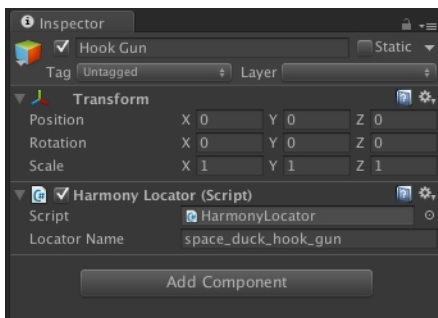 Inspector
Hook Gun Static
Tag Untagged Layer
Transform
Position X 0 Y 0 Z 0
Rotation X 0 Y 0 Z 0
Scale X 1 Y 1 Z 1
Harmony Locator (Script)
Script HarmonyLocator
Locator Name space_duck_hook_gun
Add Component